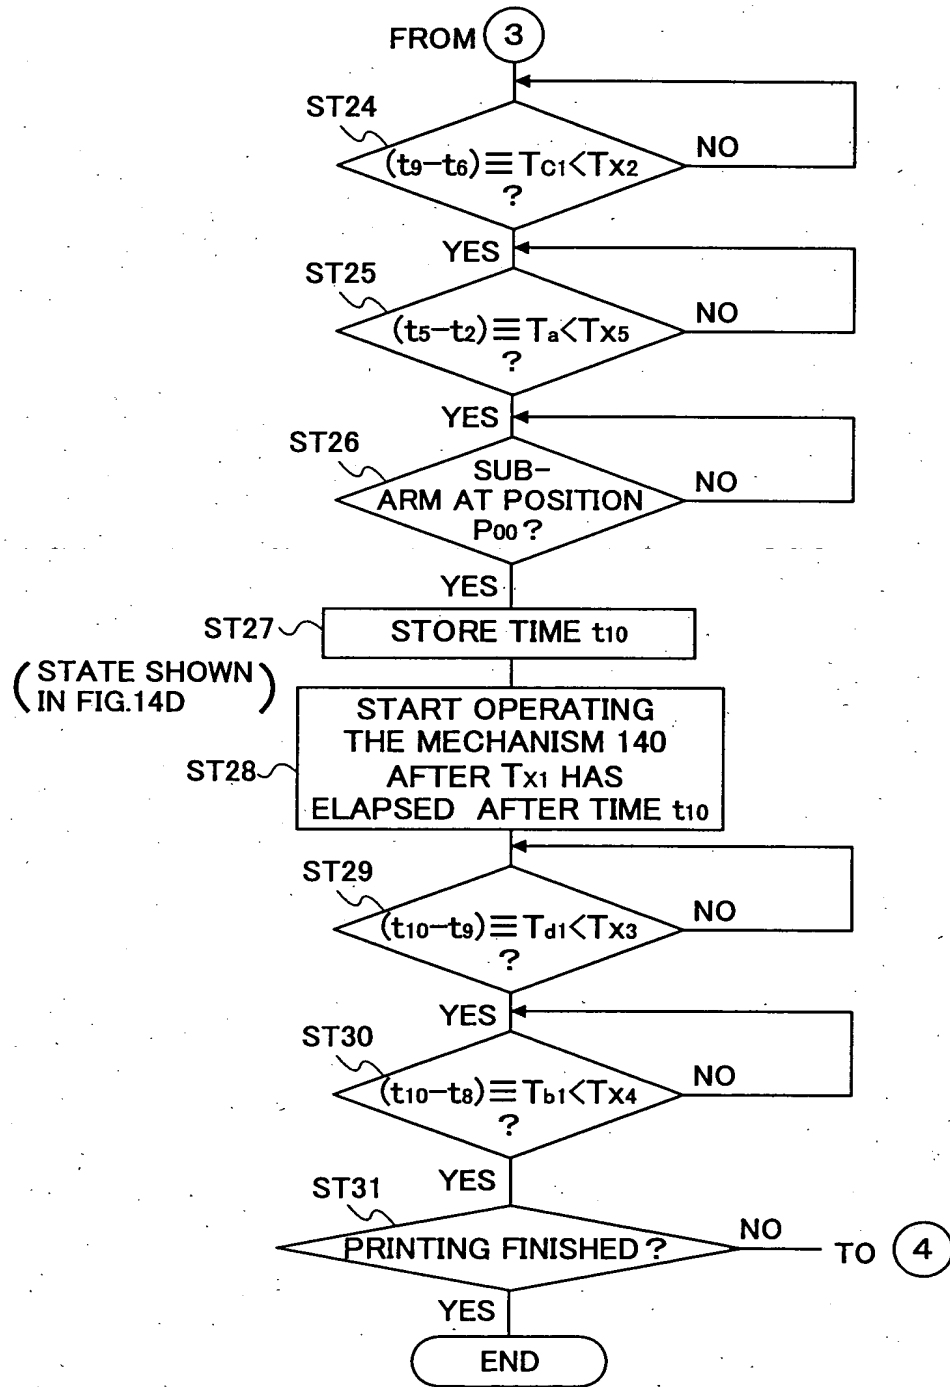 FROM 3
ST24
(t9−t6)≡TC1<TX2
?
NO
YES
ST25
(t5−t2)≡Ta<TX5
?
NO
YES
ST26
SUB-
ARM AT POSITION
P00?
NO
YES
ST27
STORE TIME t10
(STATE SHOWN
IN FIG.14D)
START OPERATING
THE MECHANISM 140
AFTER TX1 HAS
ELAPSED AFTER TIME t10
ST28
ST29
(t10−t9)≡Td1<TX3
?
NO
YES
ST30
(t10−t8)≡Tb1<TX4
?
NO
YES
ST31
PRINTING FINISHED?
NO
TO 4
YES
END